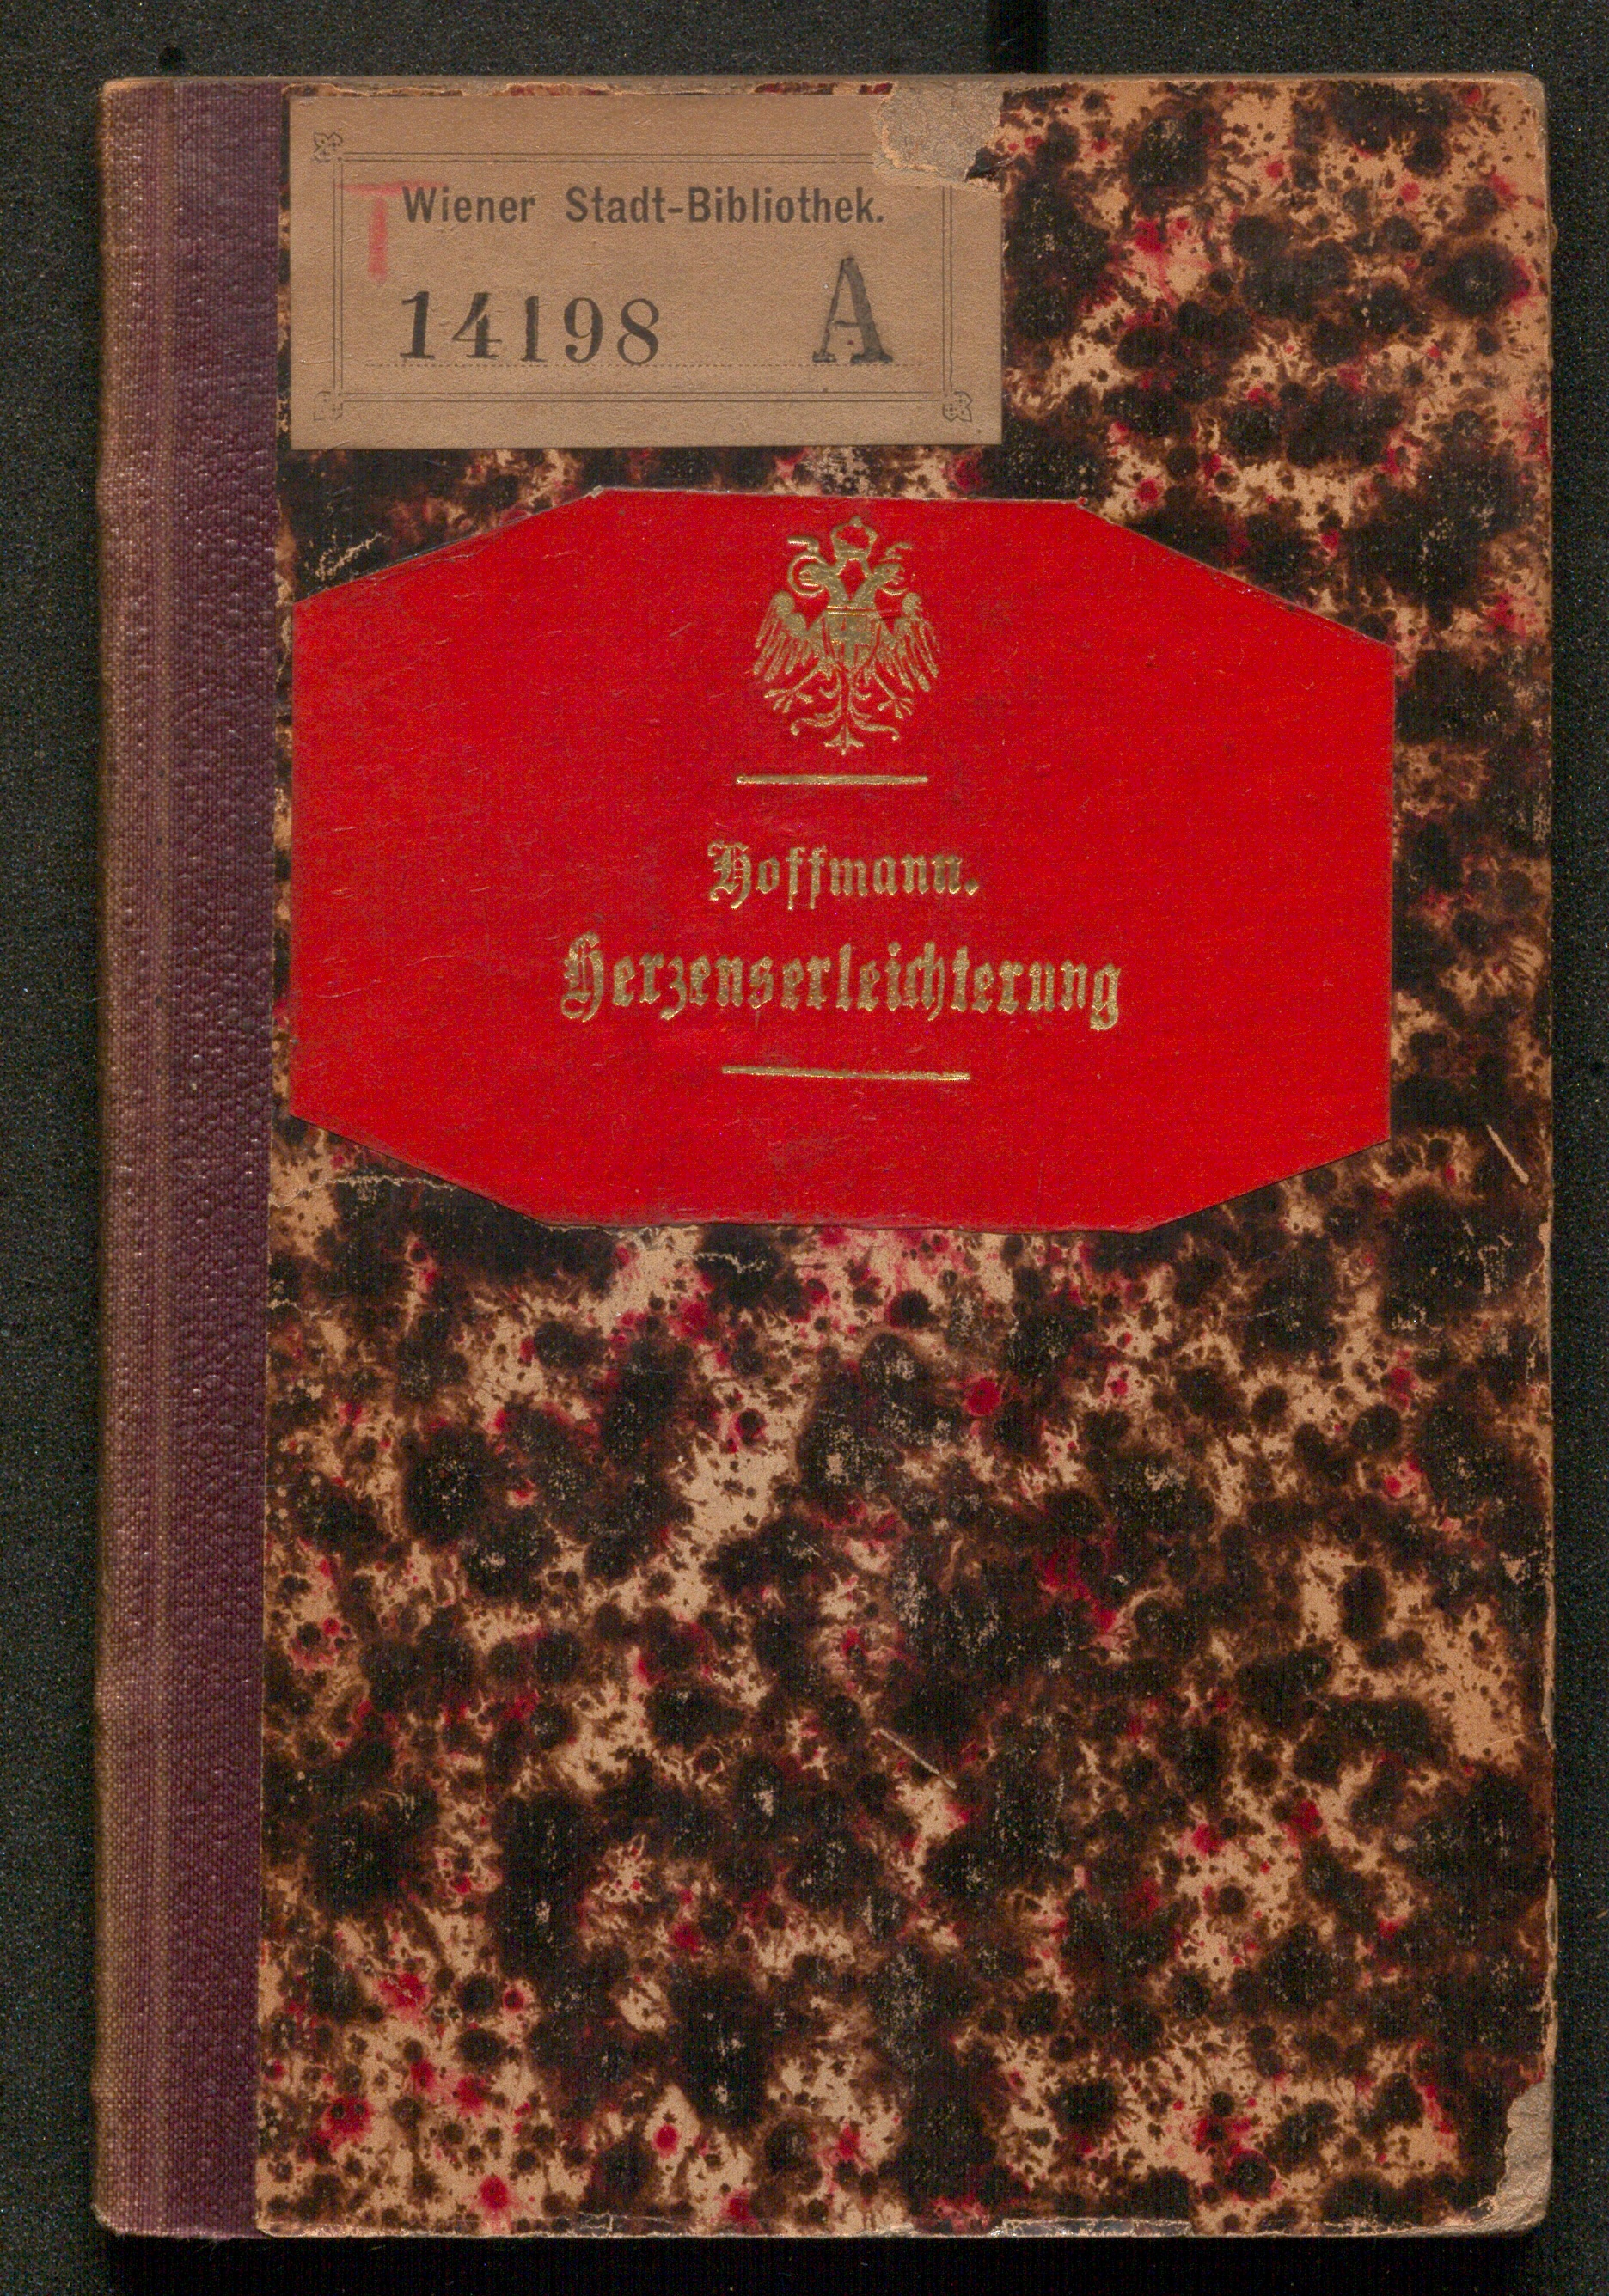 T
Wiener Stadt-Bibliothek.
14198 A
Hoffmann.
Herzenserleichterung